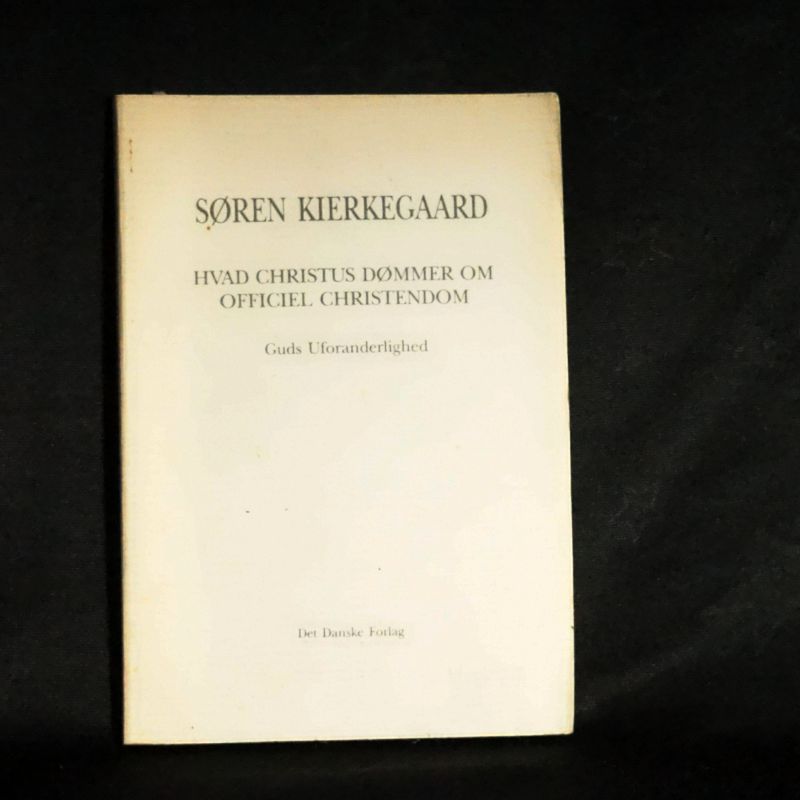 SØREN KIERKEGAARD
HVAD CHRISTUS DØMMER OM
OFFICIEL CHRISTENDOM
Guds Uforanderlighed
Det Danske Forlag